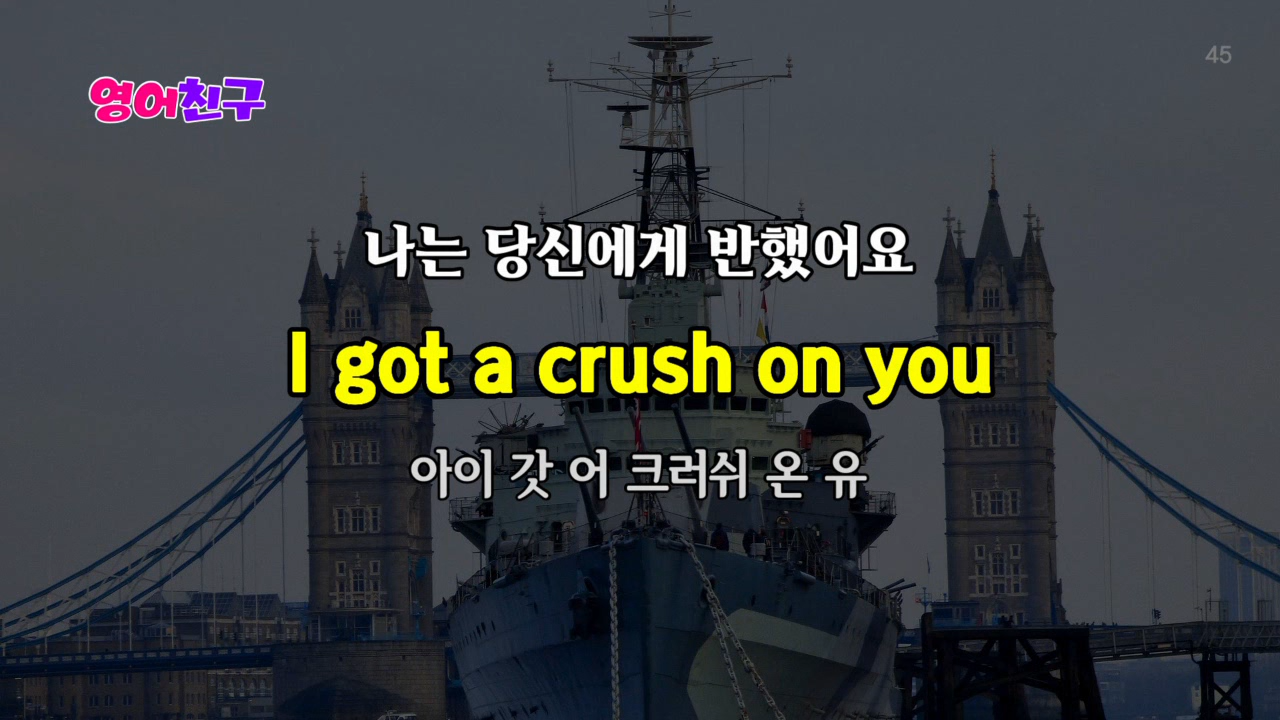 45
영어친구
나는 당신에게 반했어요
I got a crush on you
아이 갓 어 크러쉬 온 유